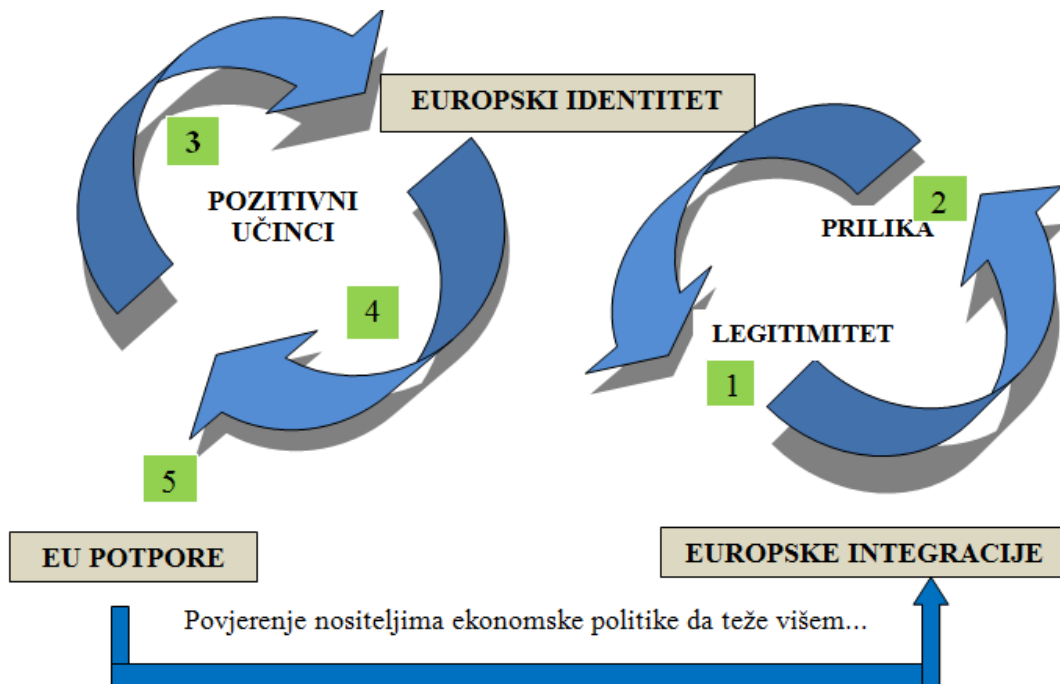 EUROPSKI IDENTITET
3
POZITIVNI
UČINCI
2
PRILIKA
4
LEGITIMITET
1
5
EU POTPORE
EUROPSKE INTEGRACIJE
Povjerenje nositeljima ekonomske politike da teže višem...